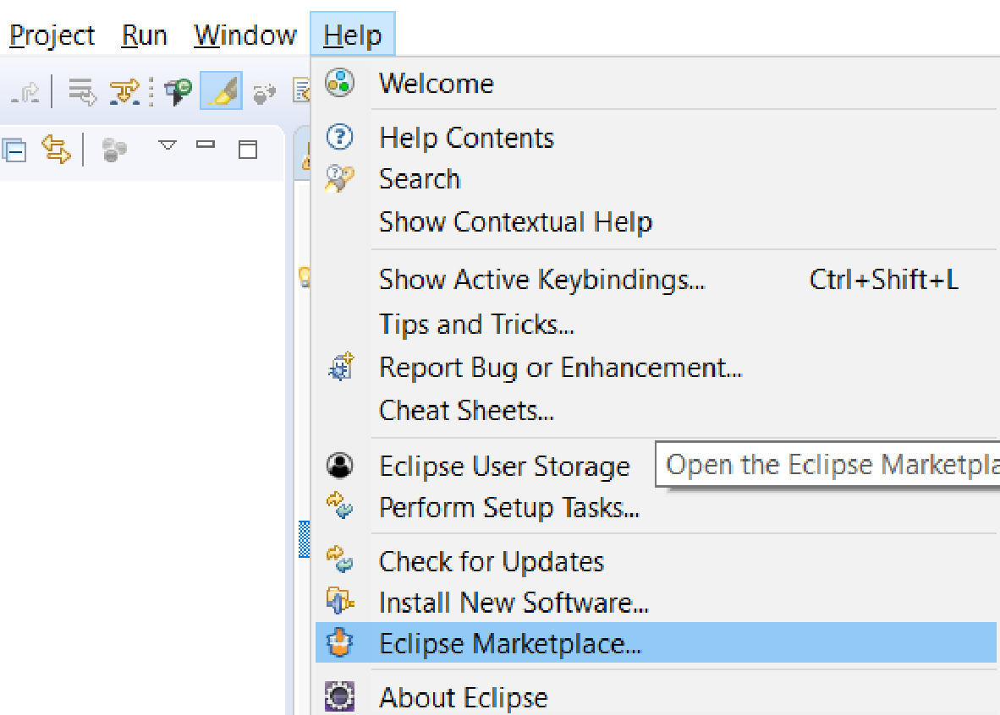 Project Run Window Help
Welcome
Help Contents
Search
Show Contextual Help
Show Active Keybindings... Ctrl+Shift+L
Tips and Tricks...
Report Bug or Enhancement...
Cheat Sheets...
Eclipse User Storage
Open the Eclipse Marketpla
Perform Setup Tasks...
Check for Updates
Install New Software...
Eclipse Marketplace...
About Eclipse